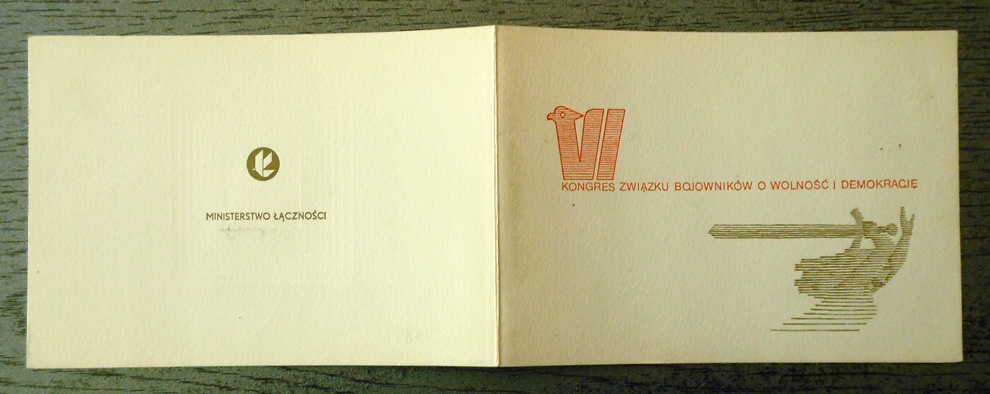 MINISTERSTWO ŁĄCZNOŚCI
VI
KONGRES ZWIĄZKU BOJOWNIKÓW O WOLNOŚĆ I DEMOKRACJĘ